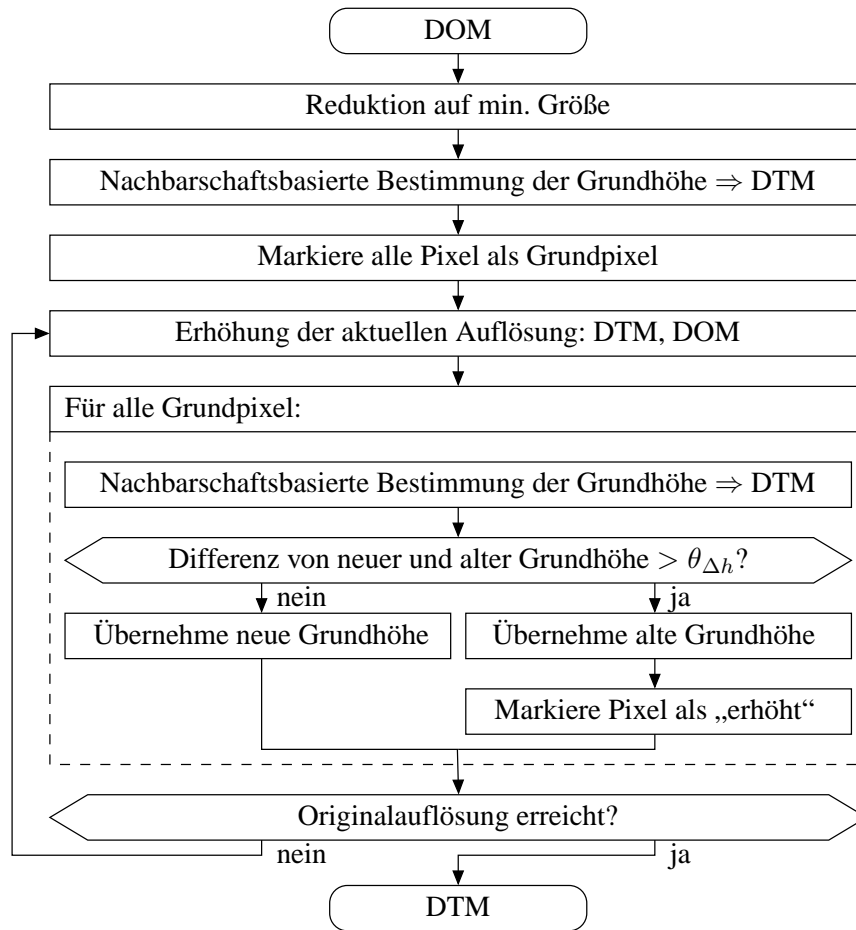 DOM
Reduktion auf min. Größe
Nachbarschaftsbasierte Bestimmung der Grundhöhe ⇒ DTM
Markiere alle Pixel als Grundpixel
Erhöhung der aktuellen Auflösung: DTM, DOM
Für alle Grundpixel:
Nachbarschaftsbasierte Bestimmung der Grundhöhe ⇒ DTM
Differenz von neuer und alter Grundhöhe > θ_{Δh}?
nein
ja
Übernehme neue Grundhöhe
Übernehme alte Grundhöhe
Markiere Pixel als „erhöht“
Originalauflösung erreicht?
nein
ja
DTM